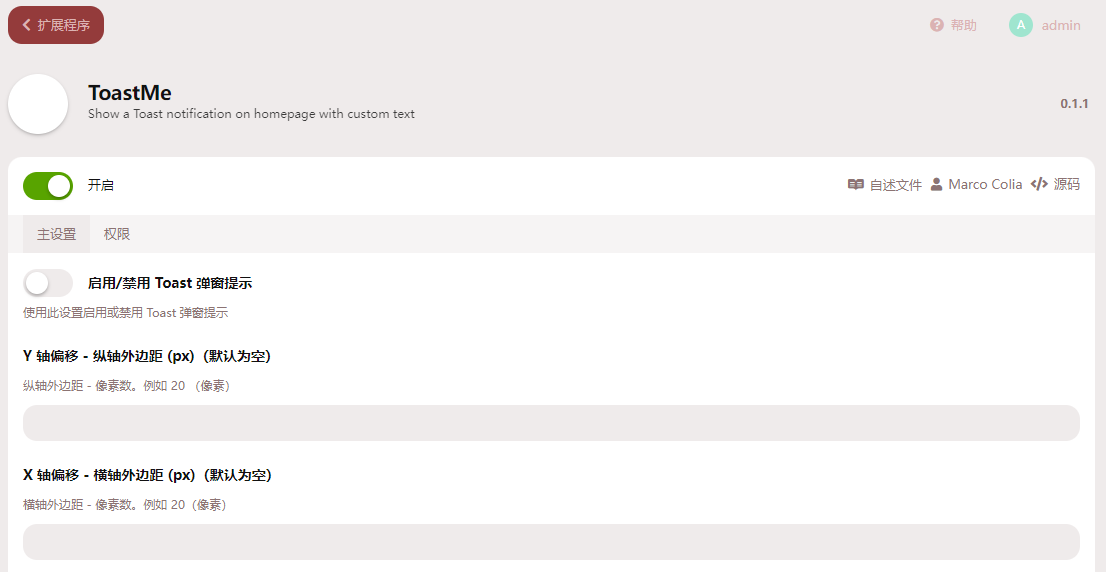 扩展程序
帮助
A
admin
ToastMe
Show a Toast notification on homepage with custom text
0.1.1
开启
自述文件 Marco Colia 源码
主设置 权限
启用/禁用 Toast 弹窗提示
使用此设置启用或禁用 Toast 弹窗提示
Y 轴偏移 - 纵轴外边距 (px)（默认为空）
纵轴外边距 - 像素数。例如 20 （像素）
X 轴偏移 - 横轴外边距 (px)（默认为空）
横轴外边距 - 像素数。例如 20（像素）